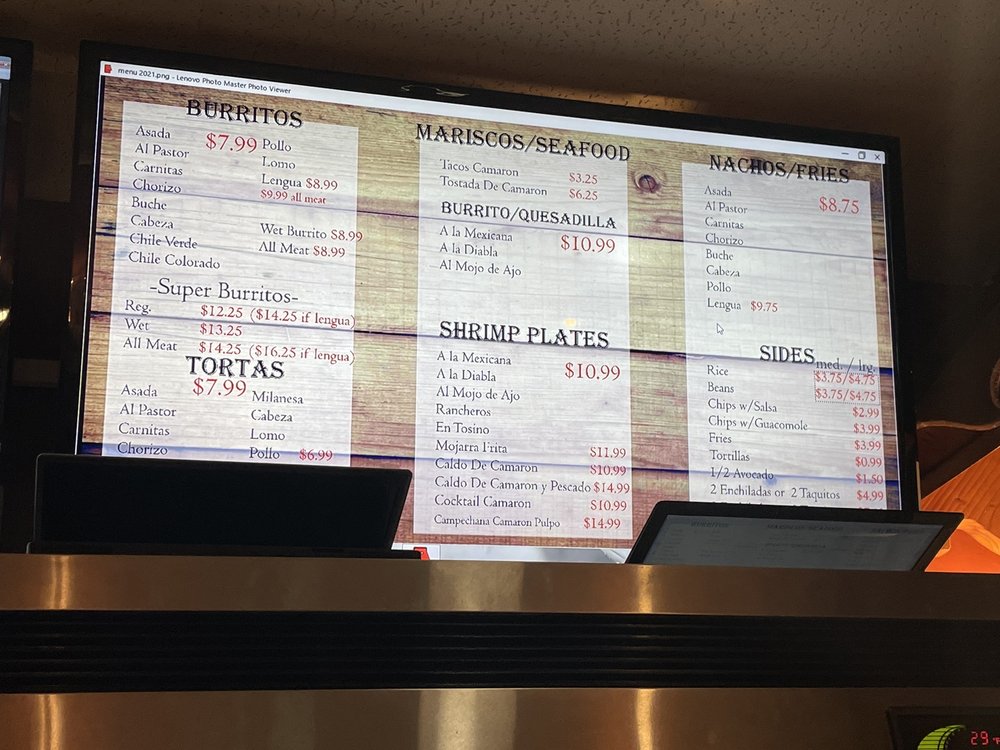 menu 2021.png - Lenovo Photo Master Photo Viewer
BURRITOS
$7.99
Asada
Al Pastor
Carnitas
Chorizo
Buche
Cabeza
Chile Verde
Chile Colorado
Pollo
Lomo
Lengua $8.99
$9.99 all meat
Wet Burrito $8.99
All Meat $8.99
-Super Burritos-
Reg. $12.25 ($14.25 if lengua)
Wet $13.25
All Meat $14.25 ($16.25 if lengua)
TORTAS
$7.99
Asada
Al Pastor
Carnitas
Chorizo
Milanesa
Cabeza
Lomo
Pollo $6.99
MARISCOS/SEAFOOD
Tacos Camaron $3.25
Tostada De Camaron $6.25
BURRITO/QUESADILLA
A la Mexicana $10.99
A la Diabla
Al Mojo de Ajo
SHRIMP PLATES
A la Mexicana $10.99
A la Diabla
Al Mojo de Ajo
Rancheros
En Tosino
Mojarra Frita $11.99
Caldo De Camaron $10.99
Caldo De Camaron y Pescado $14.99
Cocktail Camaron $10.99
Campechana Camaron Pulpo $14.99
NACHOS/FRIES
Asada $8.75
Al Pastor
Carnitas
Chorizo
Buche
Cabeza
Pollo
Lengua $9.75
SIDES med. / lrg.
Rice $3.75/$4.75
Beans $3.75/$4.75
Chips w/Salsa $2.99
Chips w/Guacomole $3.99
Fries $3.99
Tortillas $0.99
1/2 Avocado $1.50
2 Enchiladas or 2 Taquitos $4.99
BURRITOS
MARISCOS/SEAFOOD
29